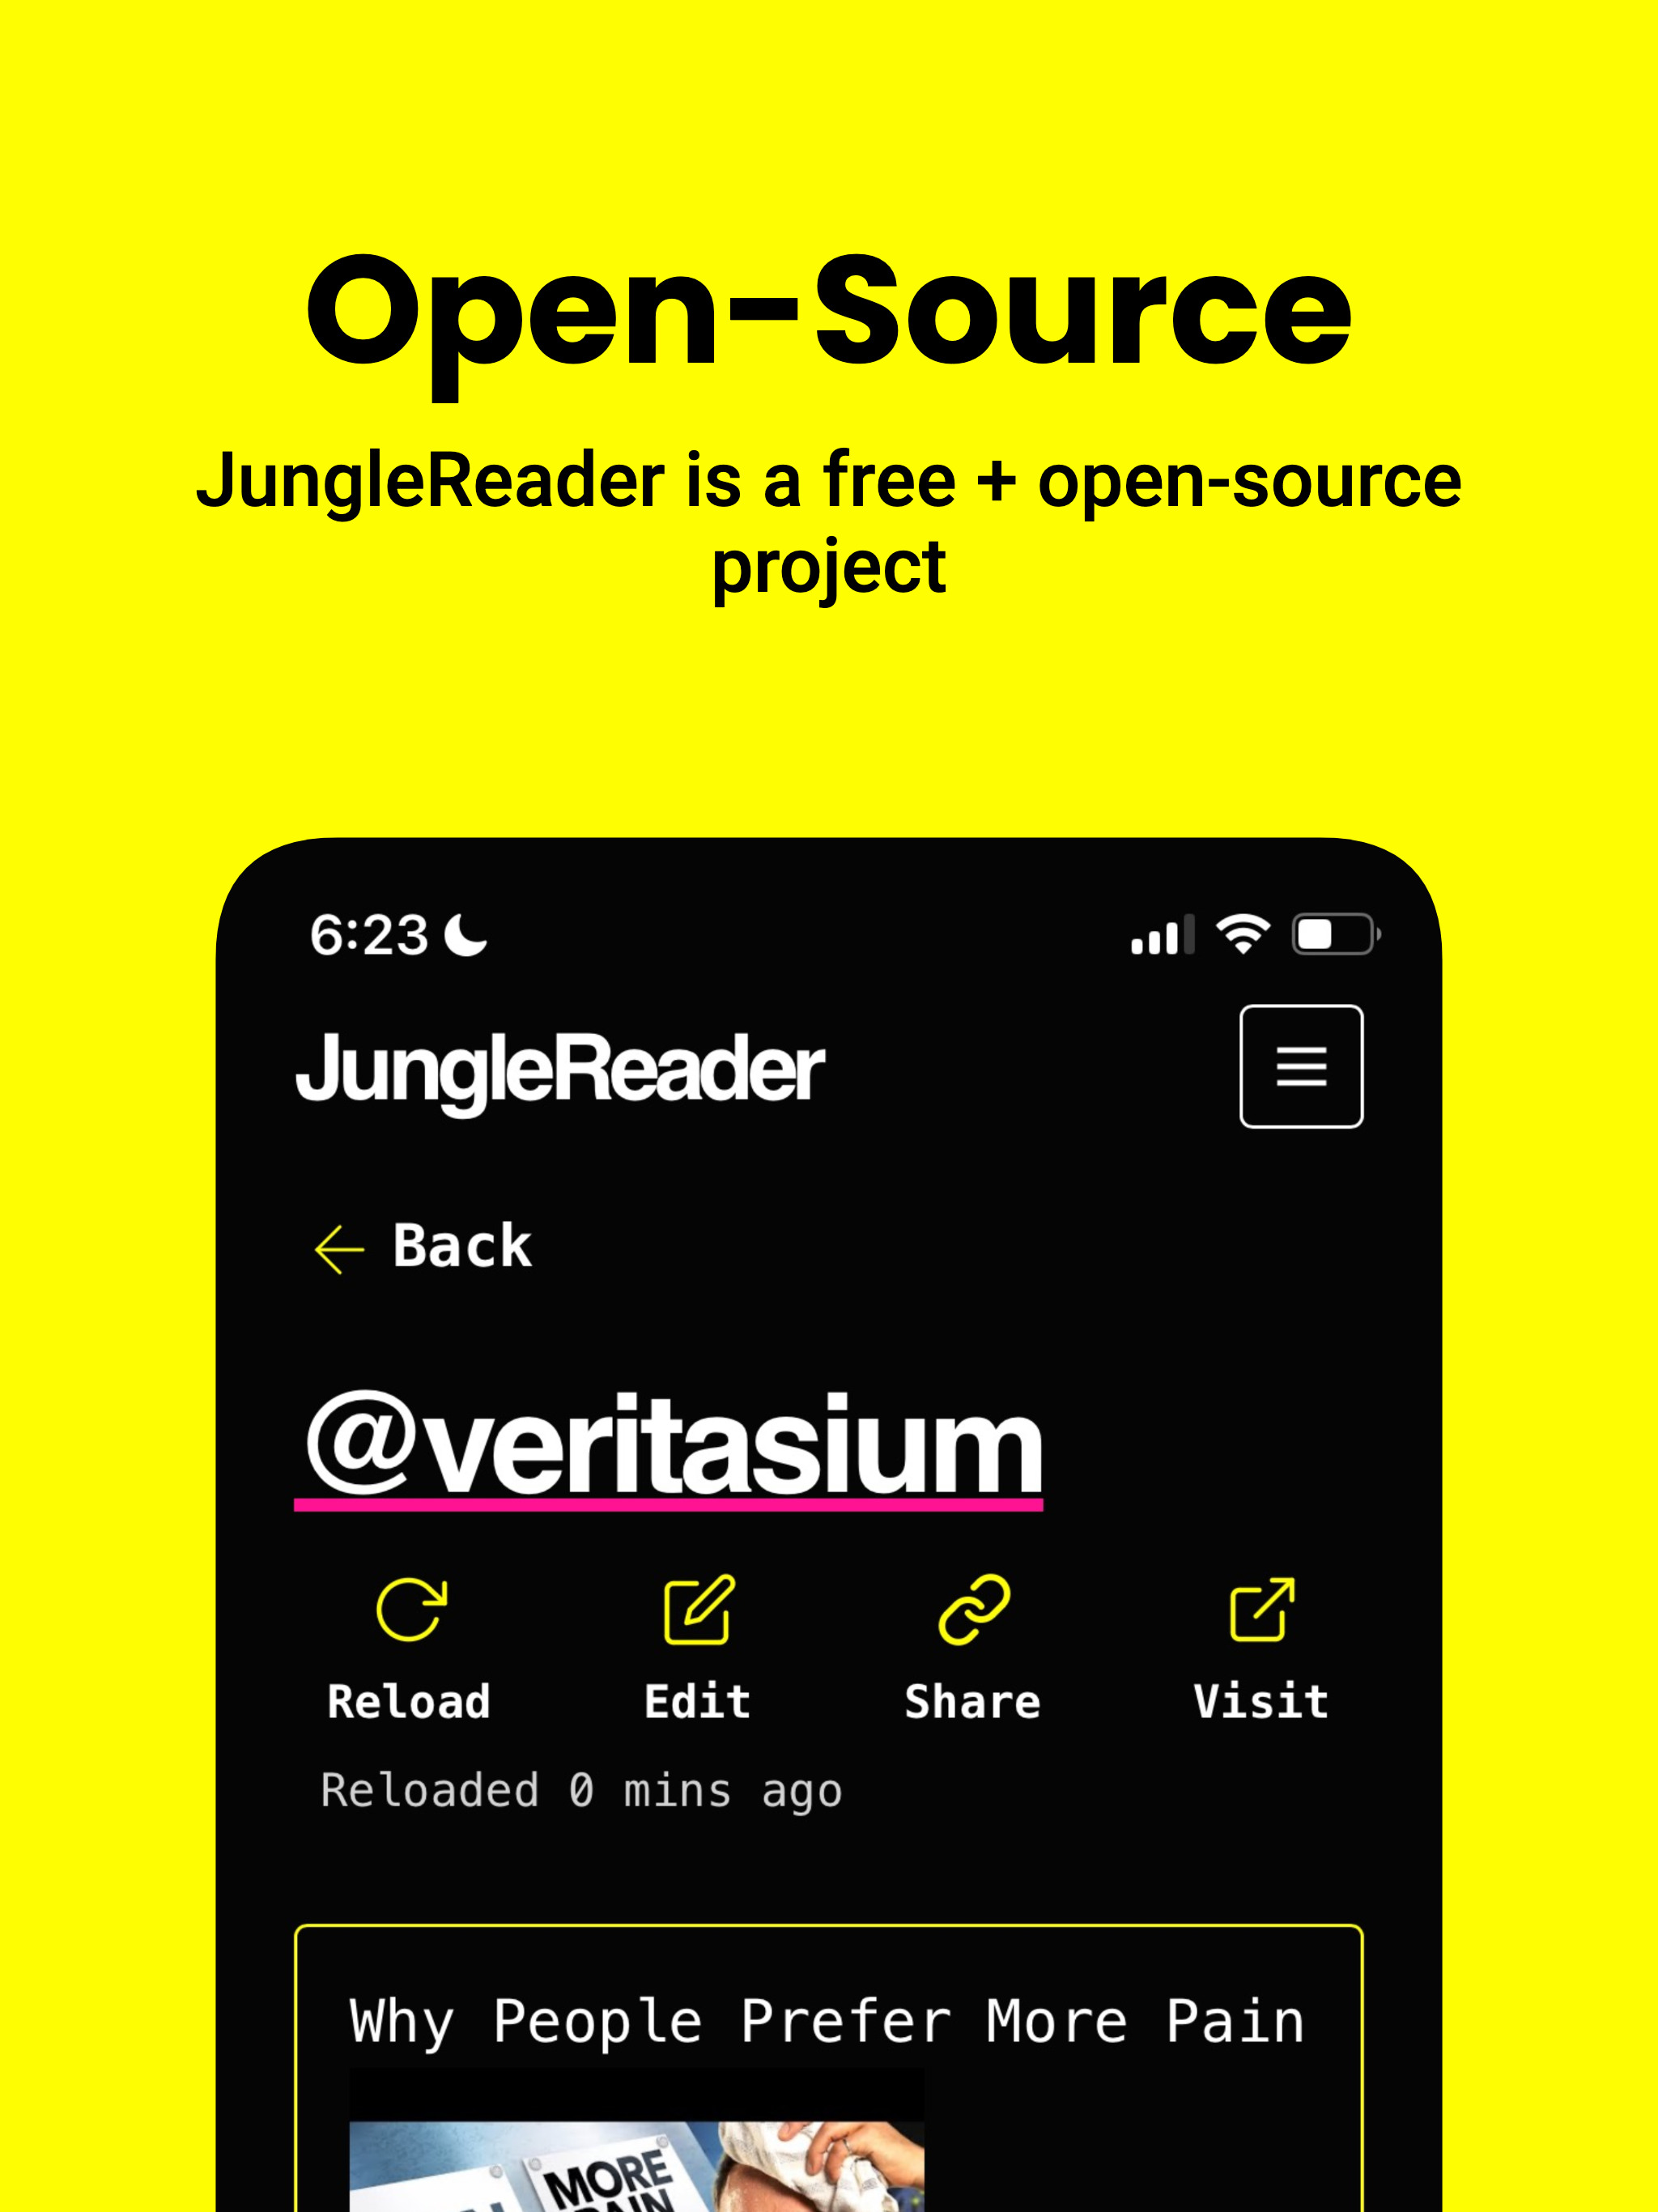 Open-Source
JungleReader is a free + open-source
project
6:23
JungleReader
Back
@veritasium
Reload Edit Share Visit
Reloaded 0 mins ago
Why People Prefer More Pain
MORE
PAIN